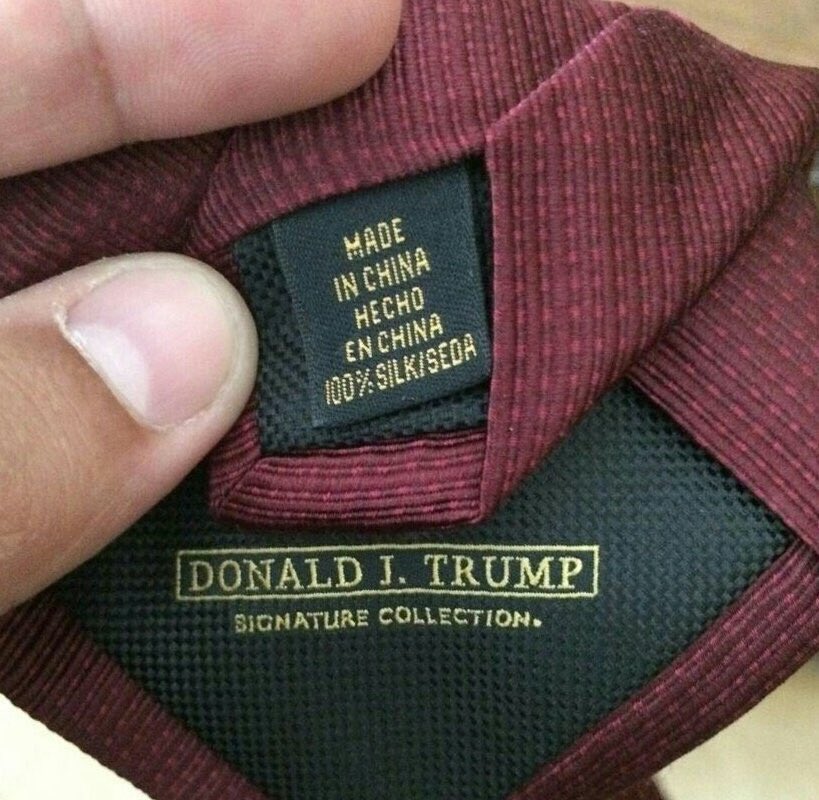 MADE
IN CHINA
HECHO
EN CHINA
100% SILK/SEDA
DONALD J. TRUMP
SIGNATURE COLLECTION.